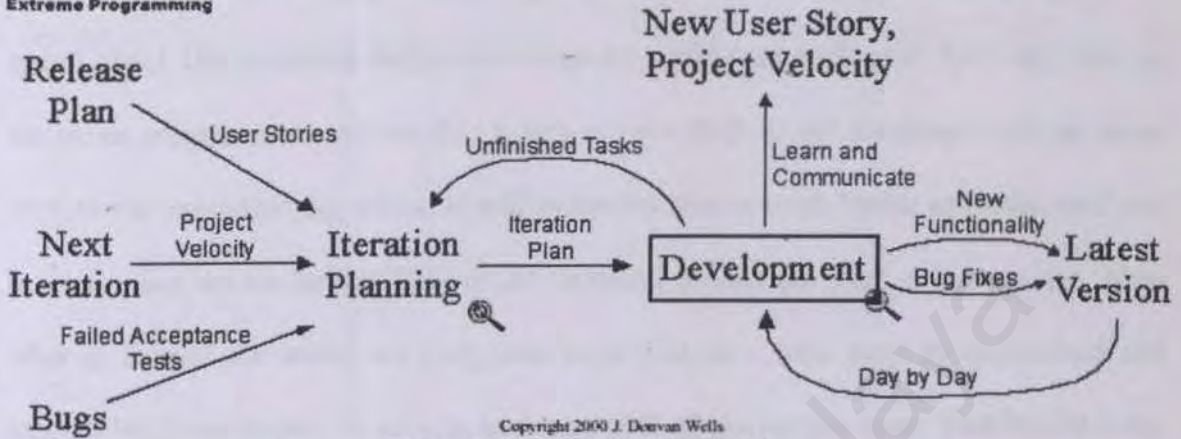 Extreme Programming
New User Story,
Project Velocity
Release
Plan
User Stories
Unfinished Tasks
Learn and
Communicate
Next
Iteration
Project
Velocity
Iteration
Planning
Iteration
Plan
Development
New
Functionality
Bug Fixes
Latest
Version
Failed Acceptance
Tests
Bugs
Day by Day
Copyright 2000 J. Donvan Wells